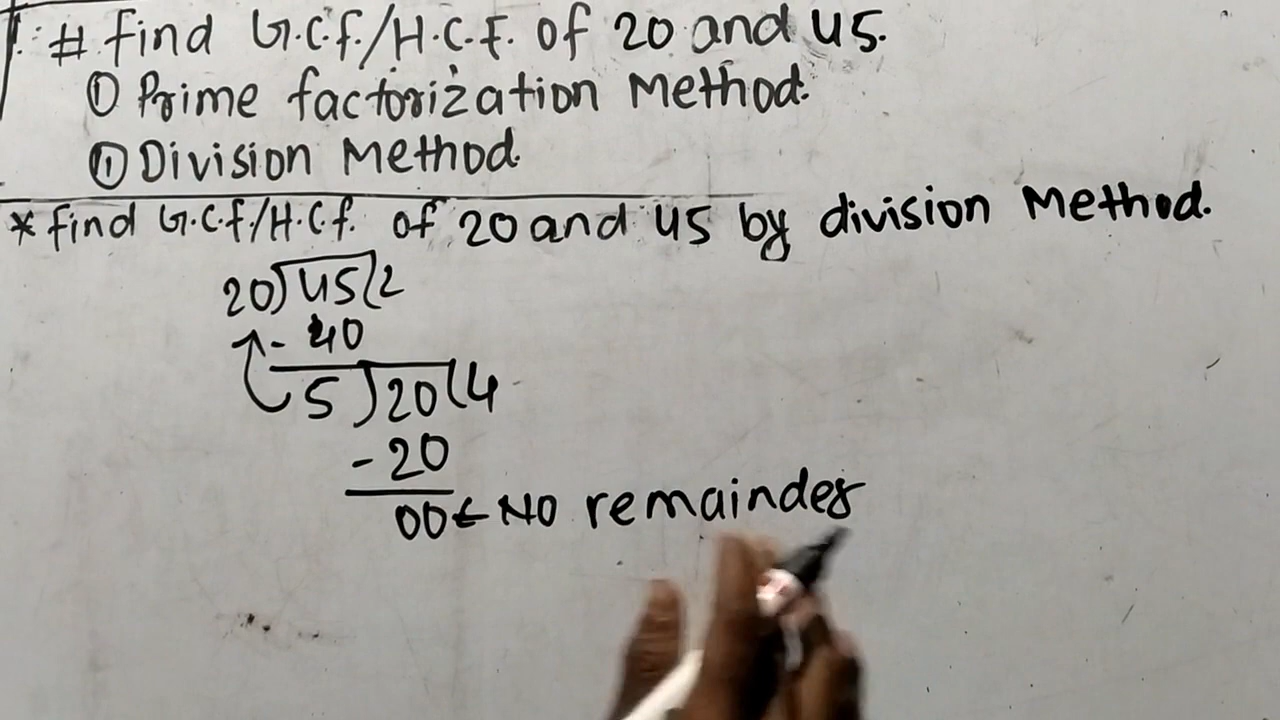 # Find G.C.F./H.C.F. of 20 and 45.
① Prime factorization Method.
① Division Method.
* Find G.C.F./H.C.F. of 20 and 45 by division Method.
20)45(2
- 40
5)20(4
- 20
00 ← No remainder